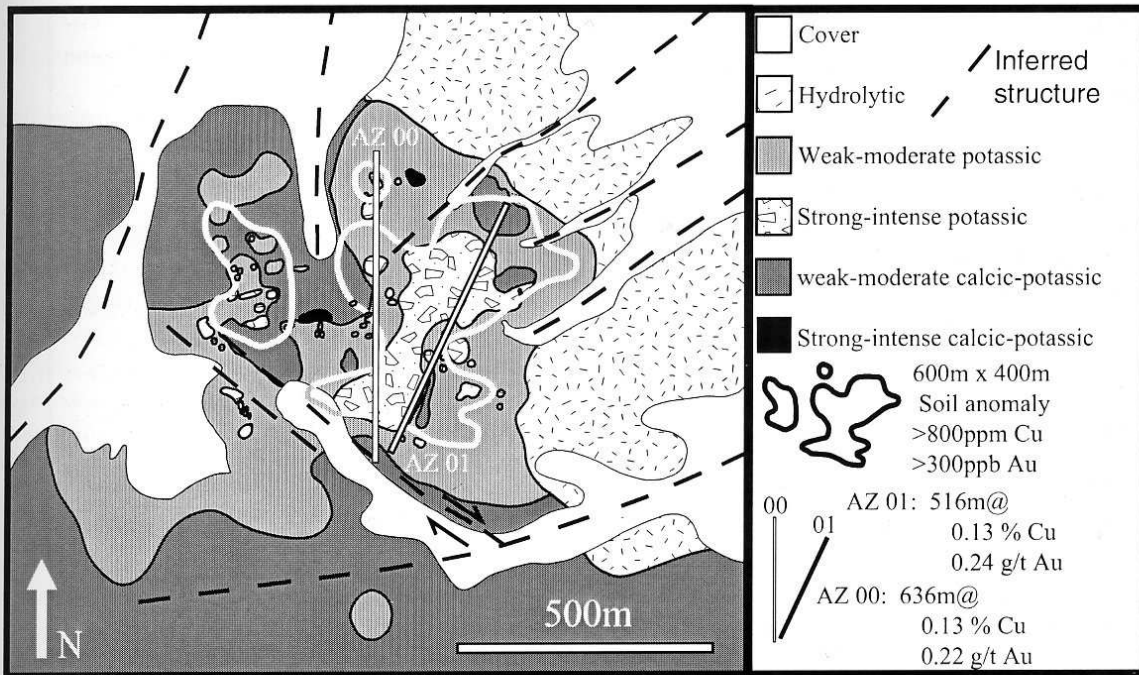 AZ 00
AZ 01
500m
N
Cover
Hydrolytic
Inferred
structure
Weak-moderate potassic
Strong-intense potassic
weak-moderate calcic-potassic
Strong-intense calcic-potassic
600m x 400m
Soil anomaly
>800ppm Cu
>300ppb Au
00
01
AZ 01: 516m@
0.13 % Cu
0.24 g/t Au
AZ 00: 636m@
0.13 % Cu
0.22 g/t Au